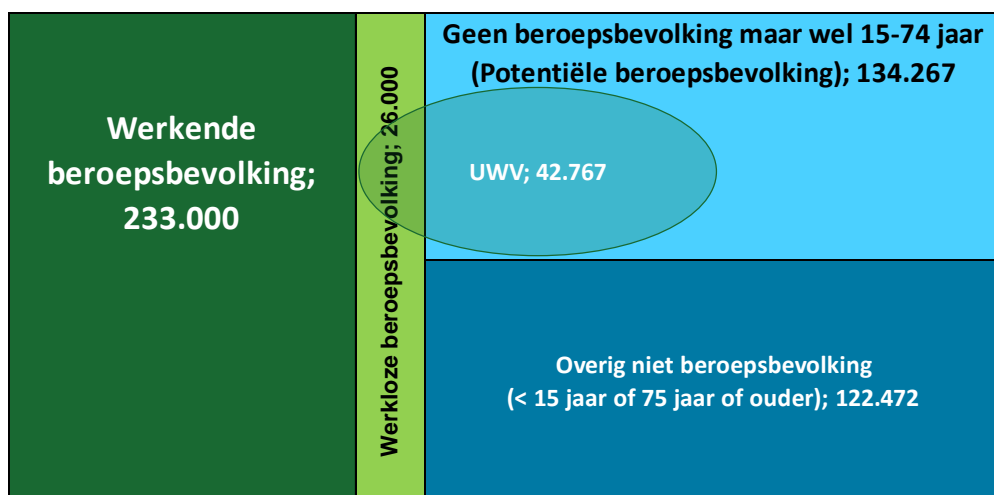 Werkende
beroepsbevolking;
233.000
Werkloze beroepsbevolking; 26.000
Geen beroepsbevolking maar wel 15-74 jaar
(Potentiële beroepsbevolking); 134.267
UWV; 42.767
Overig niet beroepsbevolking
(< 15 jaar of 75 jaar of ouder); 122.472